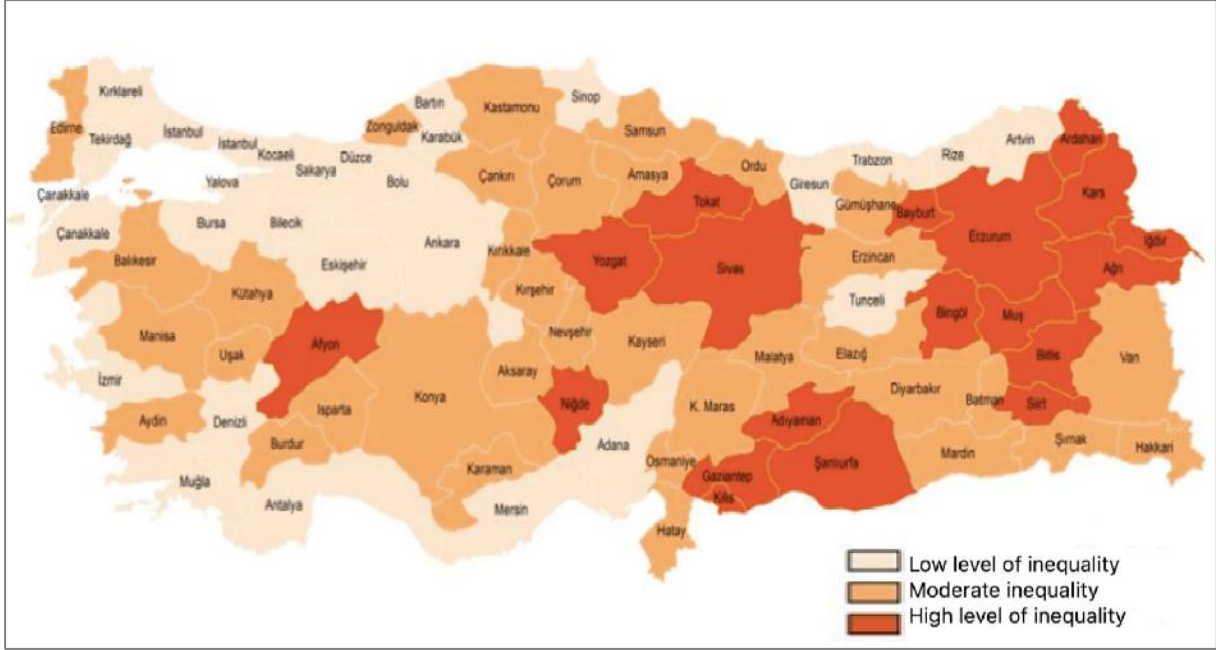 Kırklareli
Edirne
Tekirdağ
İstanbul
İstanbul
Kocaeli
Sakarya
Düzce
Zonguldak
Bartın
Karabük
Kastamonu
Sinop
Samsun
Çanakkale
Yalova
Bolu
Çankırı
Çorum
Amasya
Ordu
Giresun
Trabzon
Rize
Artvin
Ardahan
Çanakkale
Bursa
Bilecik
Ankara
Kırıkkale
Tokat
Gümüşhane
Bayburt
Erzurum
Kars
Iğdır
Balıkesir
Eskişehir
Yozgat
Sivas
Erzincan
Ağrı
Kütahya
Kırşehir
Tunceli
Bingöl
Muş
Manisa
Uşak
Afyon
Nevşehir
Kayseri
Malatya
Elazığ
Bitlis
Van
İzmir
Aksaray
Diyarbakır
Batman
Siirt
Aydın
Denizli
Isparta
Konya
Niğde
K. Maras
Adıyaman
Burdur
Adana
Şırnak
Hakkari
Muğla
Antalya
Karaman
Mersin
Osmaniye
Gaziantep
Kilis
Şanlıurfa
Mardin
Hatay
Low level of inequality
Moderate inequality
High level of inequality